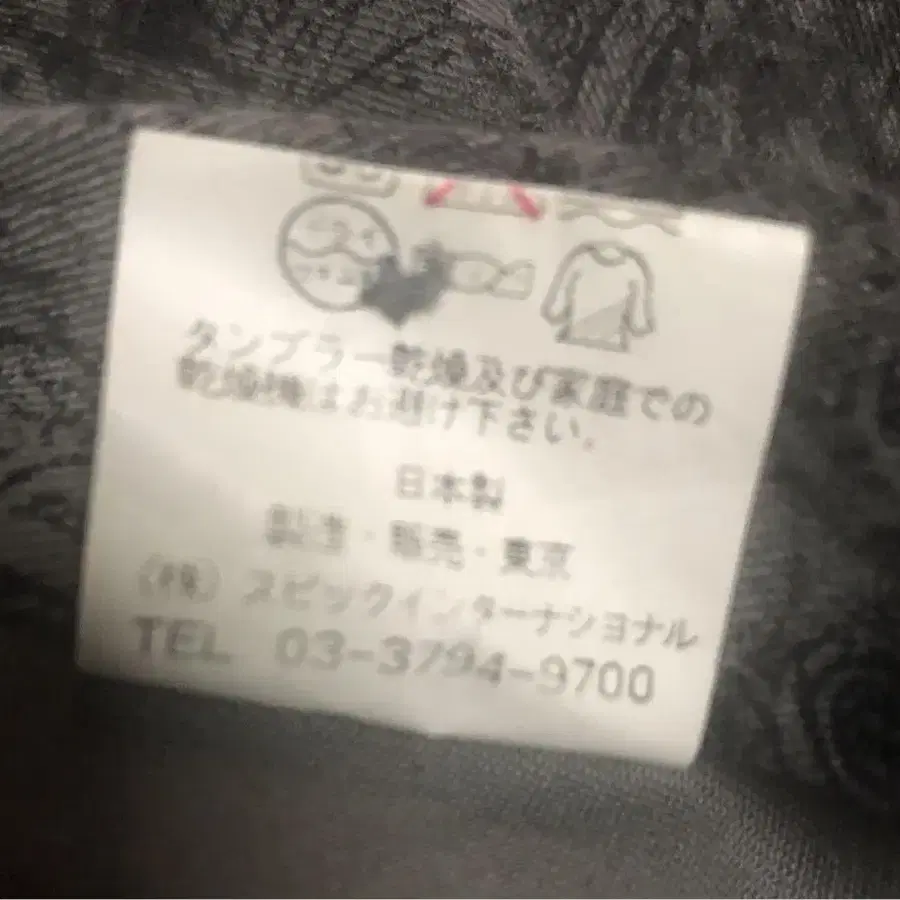 タンブラー乾燥及び家庭での
乾燥機はお避け下さい。
日本製
製造・販売・東京
(株) スピックインターナショナル
TEL 03-3794-9700